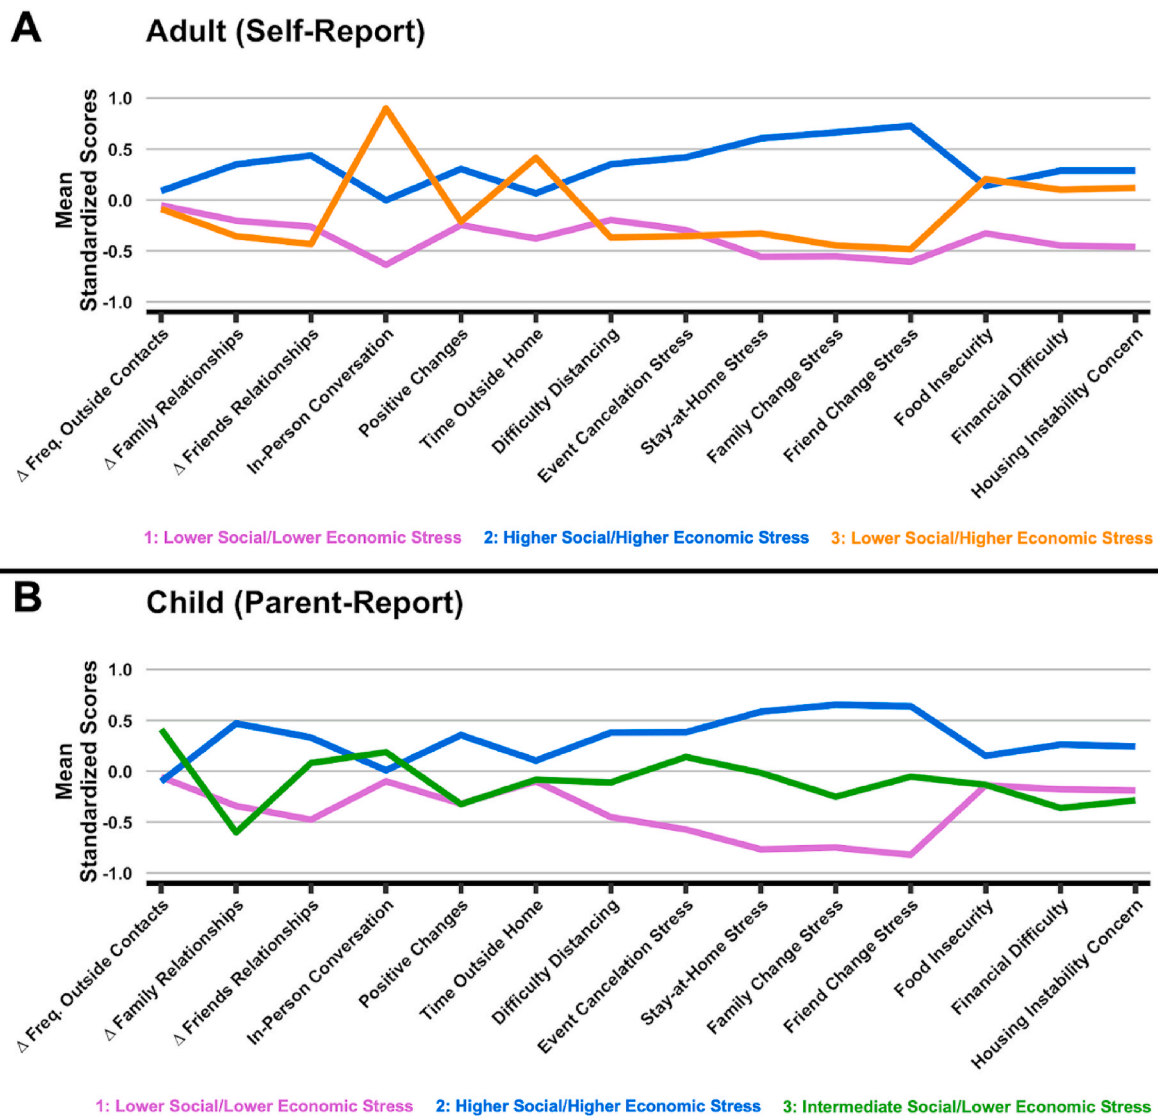 A
Adult (Self-Report)
Mean
Standardized Scores
1.0
0.5
0.0
-0.5
-1.0
Δ Freq. Outside Contacts
Δ Family Relationships
Δ Friends Relationships
In-Person Conversation
Positive Changes
Time Outside Home
Difficulty Distancing
Event Cancelation Stress
Stay-at-Home Stress
Family Change Stress
Friend Change Stress
Food Insecurity
Financial Difficulty
Housing Instability Concern
1: Lower Social/Lower Economic Stress 2: Higher Social/Higher Economic Stress 3: Lower Social/Higher Economic Stress
B
Child (Parent-Report)
Mean
Standardized Scores
1.0
0.5
0.0
-0.5
-1.0
Δ Freq. Outside Contacts
Δ Family Relationships
Δ Friends Relationships
In-Person Conversation
Positive Changes
Time Outside Home
Difficulty Distancing
Event Cancelation Stress
Stay-at-Home Stress
Family Change Stress
Friend Change Stress
Food Insecurity
Financial Difficulty
Housing Instability Concern
1: Lower Social/Lower Economic Stress 2: Higher Social/Higher Economic Stress 3: Intermediate Social/Lower Economic Stress